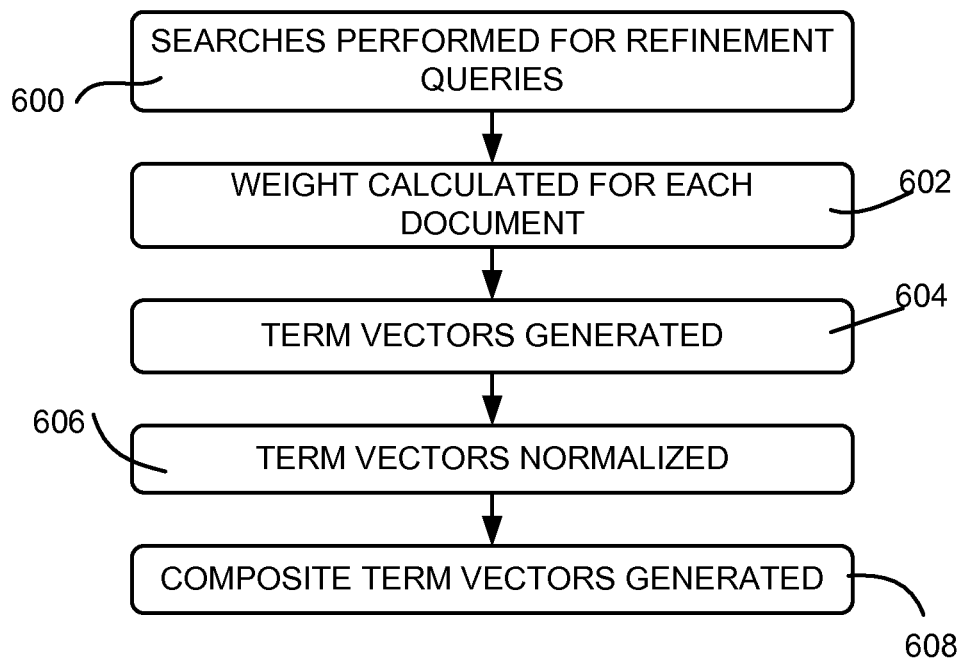 SEARCHES PERFORMED FOR REFINEMENT
QUERIES
600
WEIGHT CALCULATED FOR EACH
DOCUMENT
602
604
TERM VECTORS GENERATED
606
TERM VECTORS NORMALIZED
COMPOSITE TERM VECTORS GENERATED
608